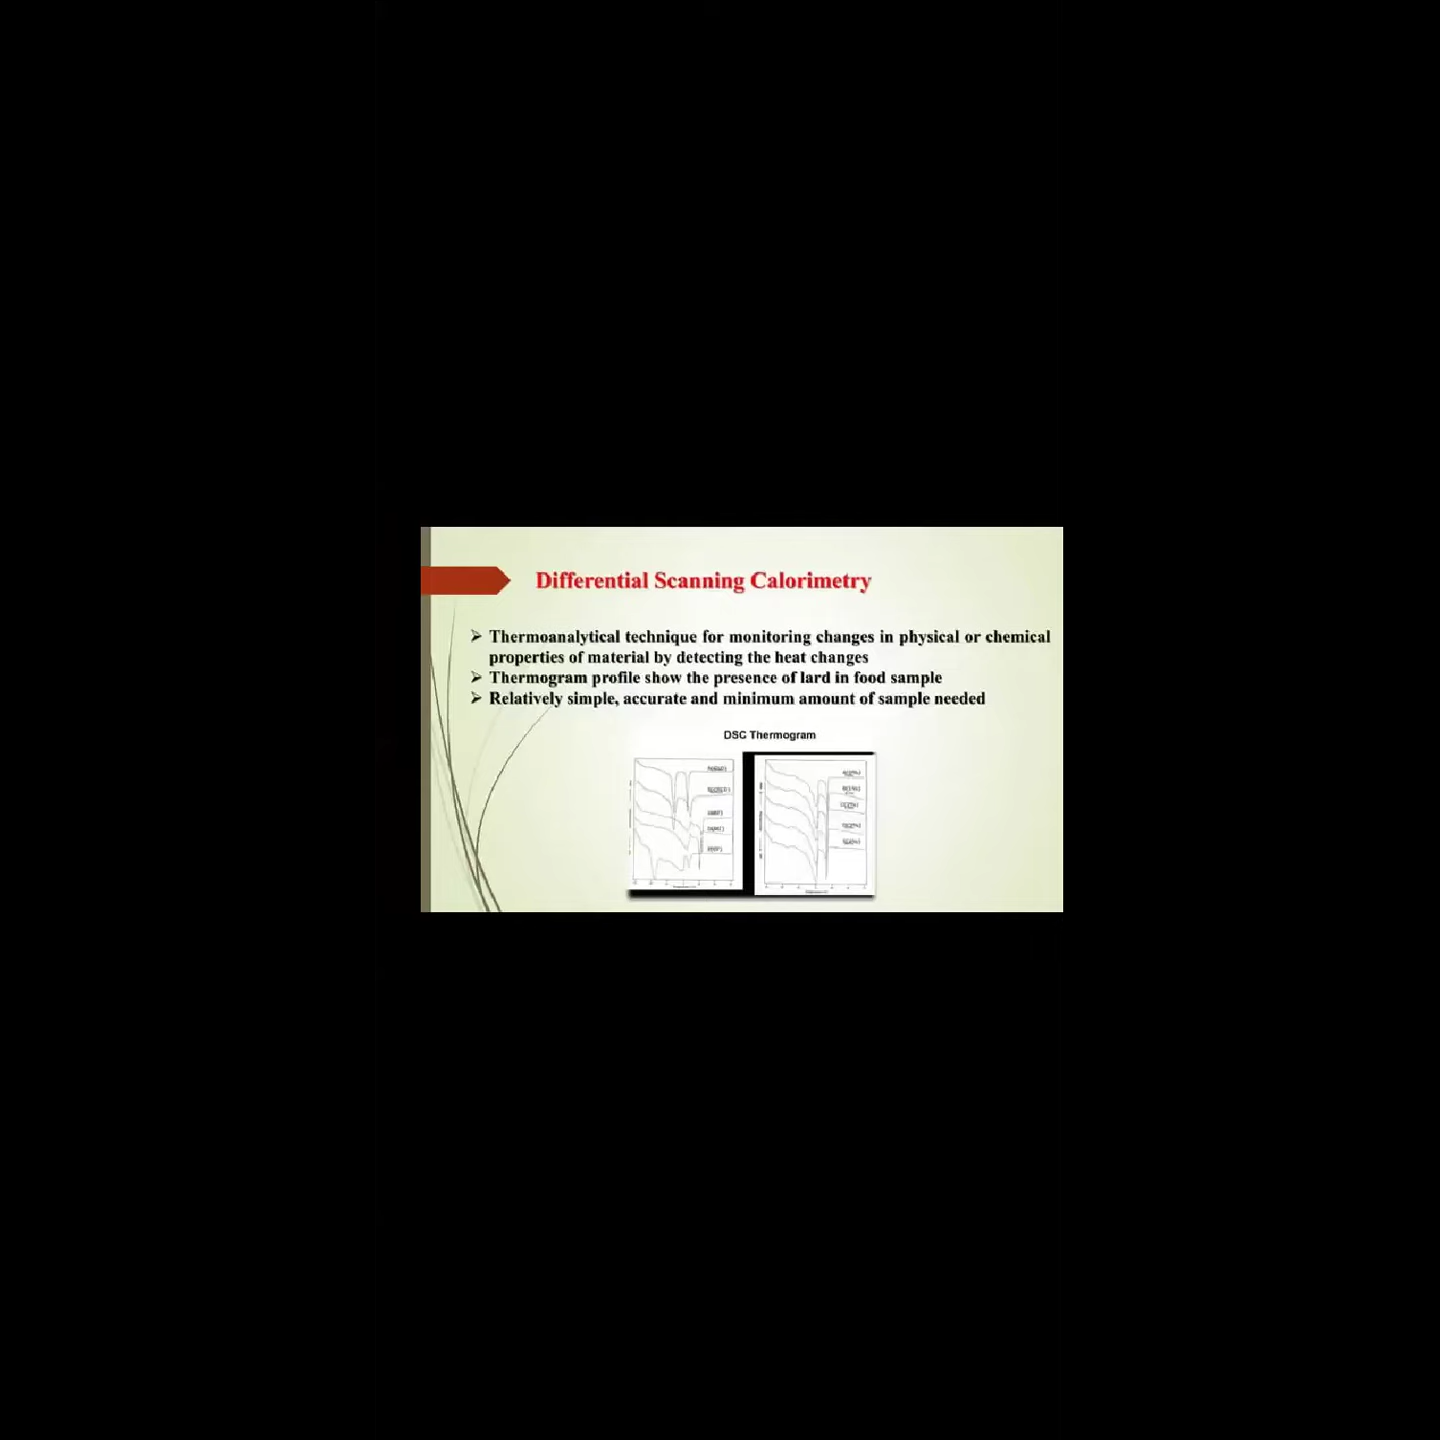 Differential Scanning Calorimetry
Thermoanalytical technique for monitoring changes in physical or chemical
properties of material by detecting the heat changes
Thermogram profile show the presence of lard in food sample
Relatively simple, accurate and minimum amount of sample needed
DSC Thermogram